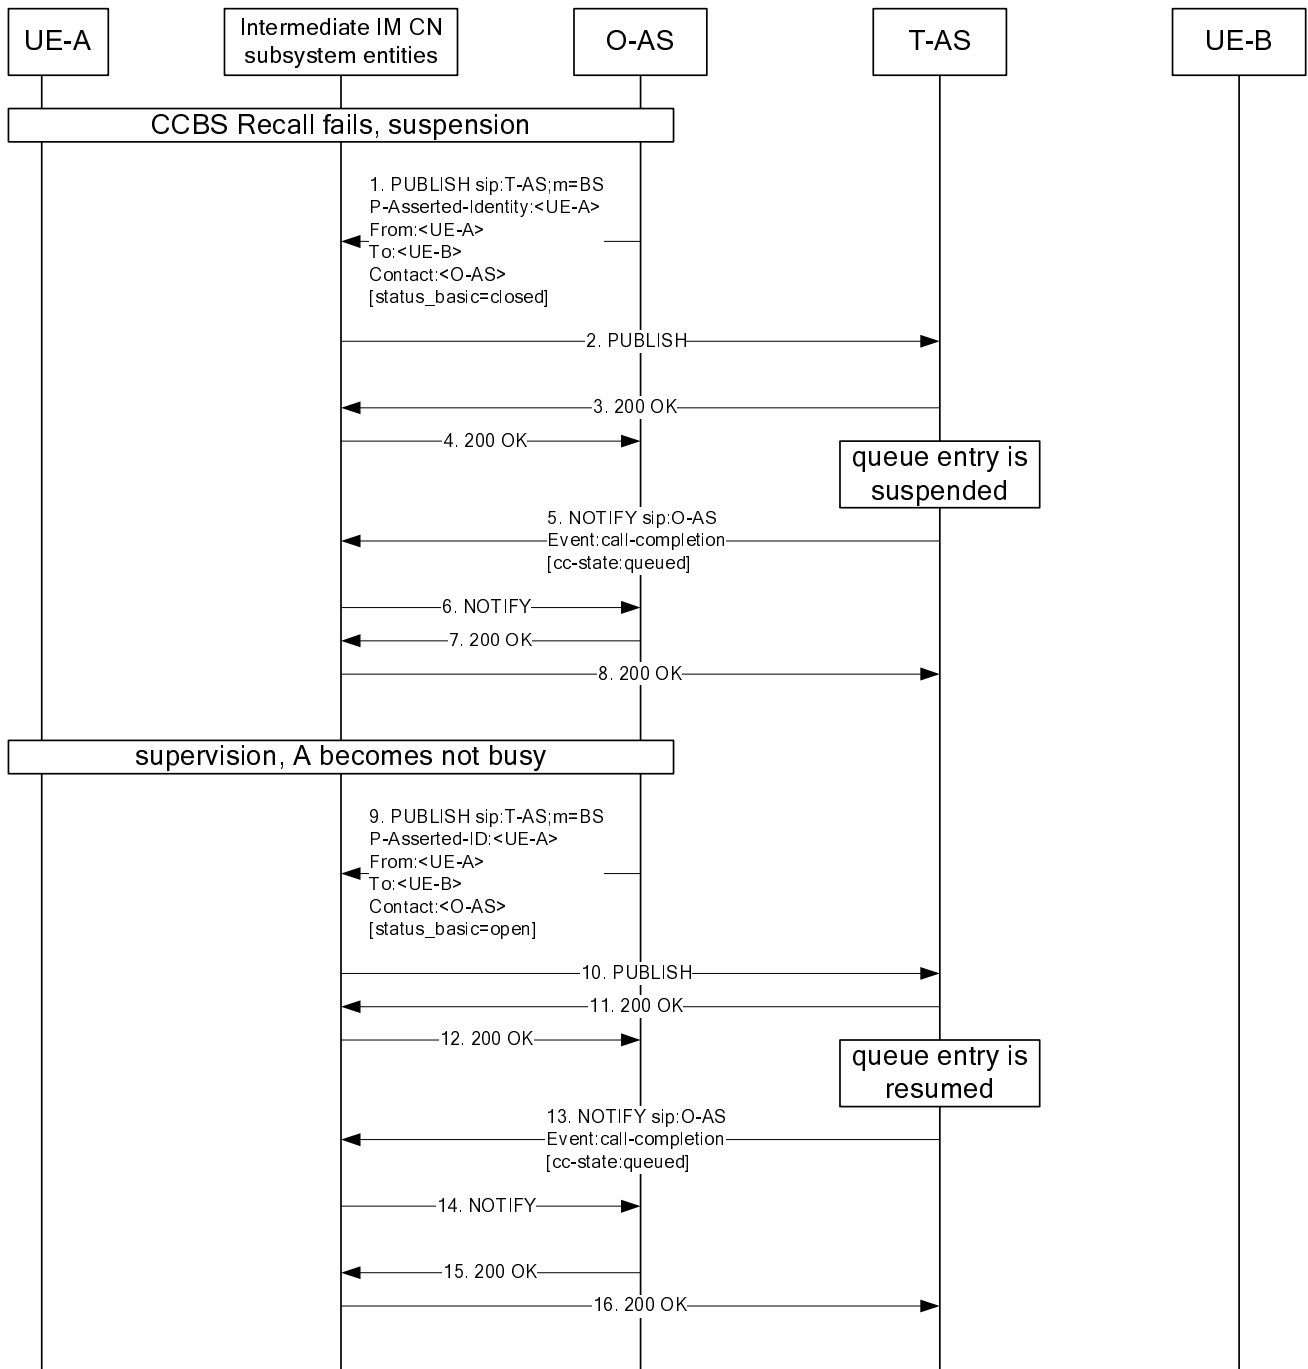 UE-A
Intermediate IM CN
subsystem entities
O-AS
T-AS
UE-B
CCBS Recall fails, suspension
1. PUBLISH sip:T-AS;m=BS
P-Asserted-Identity:<UE-A>
From:<UE-A>
To:<UE-B>
Contact:<O-AS>
[status_basic=closed]
2. PUBLISH
3. 200 OK
4. 200 OK
queue entry is
suspended
5. NOTIFY sip:O-AS
Event:call-completion
[cc-state:queued]
6. NOTIFY
7. 200 OK
8. 200 OK
supervision, A becomes not busy
9. PUBLISH sip:T-AS;m=BS
P-Asserted-ID:<UE-A>
From:<UE-A>
To:<UE-B>
Contact:<O-AS>
[status_basic=open]
10. PUBLISH
11. 200 OK
12. 200 OK
queue entry is
resumed
13. NOTIFY sip:O-AS
Event:call-completion
[cc-state:queued]
14. NOTIFY
15. 200 OK
16. 200 OK